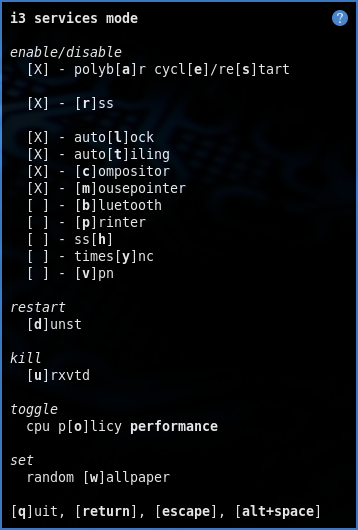 i3 services mode
?
enable/disable
[X] - polyb[a]r cycl[e]/re[s]tart
[X] - [r]ss
[X] - auto[l]ock
[X] - auto[t]iling
[X] - [c]ompositor
[X] - [m]ousepointer
[ ] - [b]luetooth
[ ] - [p]rinter
[ ] - ss[h]
[ ] - times[y]nc
[ ] - [v]pn
restart
[d]unst
kill
[u]rxvtd
toggle
cpu p[o]licy performance
set
random [w]allpaper
[q]uit, [return], [escape], [alt+space]